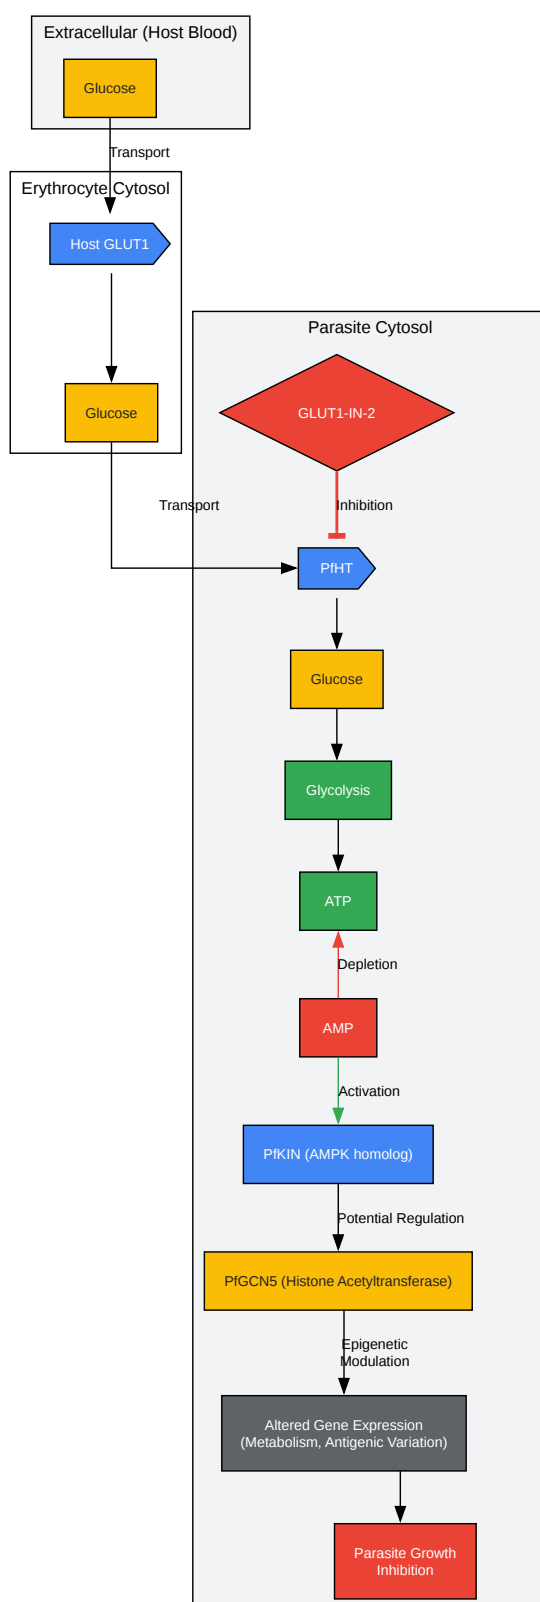 Extracellular (Host Blood)
Glucose
Transport
Erythrocyte Cytosol
Host GLUT1
Glucose
Transport
Parasite Cytosol
GLUT1-IN-2
Inhibition
PfHT
Glucose
Glycolysis
ATP
Depletion
AMP
Activation
PfKIN (AMPK homolog)
Potential Regulation
PfGCN5 (Histone Acetyltransferase)
Epigenetic
Modulation
Altered Gene Expression
(Metabolism, Antigenic Variation)
Parasite Growth
Inhibition